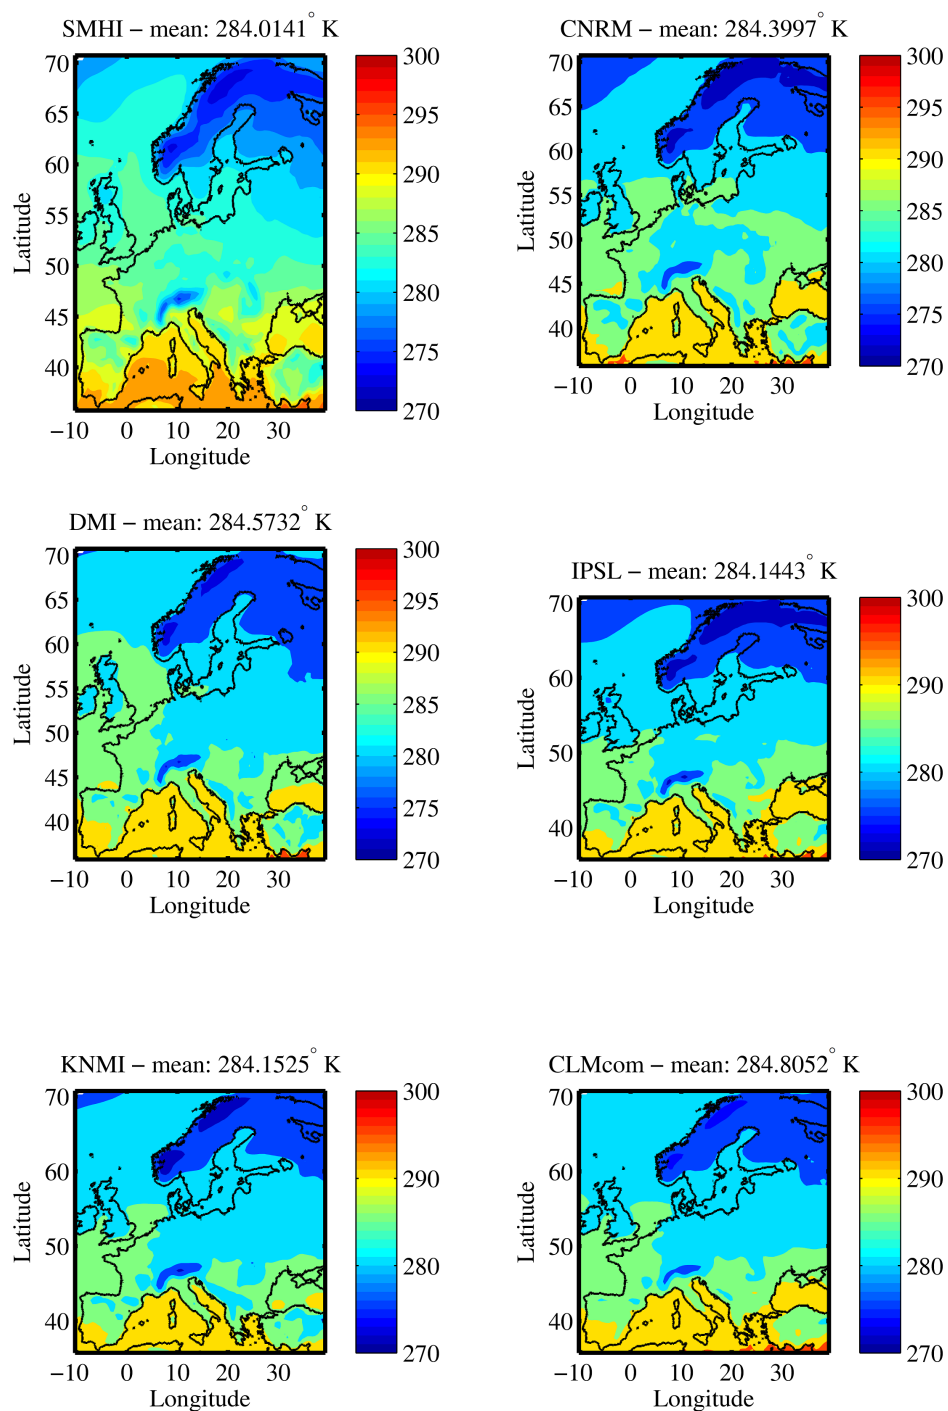 SMHI − mean: 284.0141° K
Latitude
70
65
60
55
50
45
40
−10 0 10 20 30
Longitude
300
295
290
285
280
275
270
CNRM − mean: 284.3997° K
Latitude
70
65
60
55
50
45
40
−10 0 10 20 30
Longitude
300
295
290
285
280
275
270
DMI − mean: 284.5732° K
Latitude
70
65
60
55
50
45
40
−10 0 10 20 30
Longitude
300
295
290
285
280
275
270
IPSL − mean: 284.1443° K
Latitude
70
60
50
40
−10 0 10 20 30
Longitude
300
290
280
270
KNMI − mean: 284.1525° K
Latitude
70
60
50
40
−10 0 10 20 30
Longitude
300
290
280
270
CLMcom − mean: 284.8052° K
Latitude
70
60
50
40
−10 0 10 20 30
Longitude
300
290
280
270